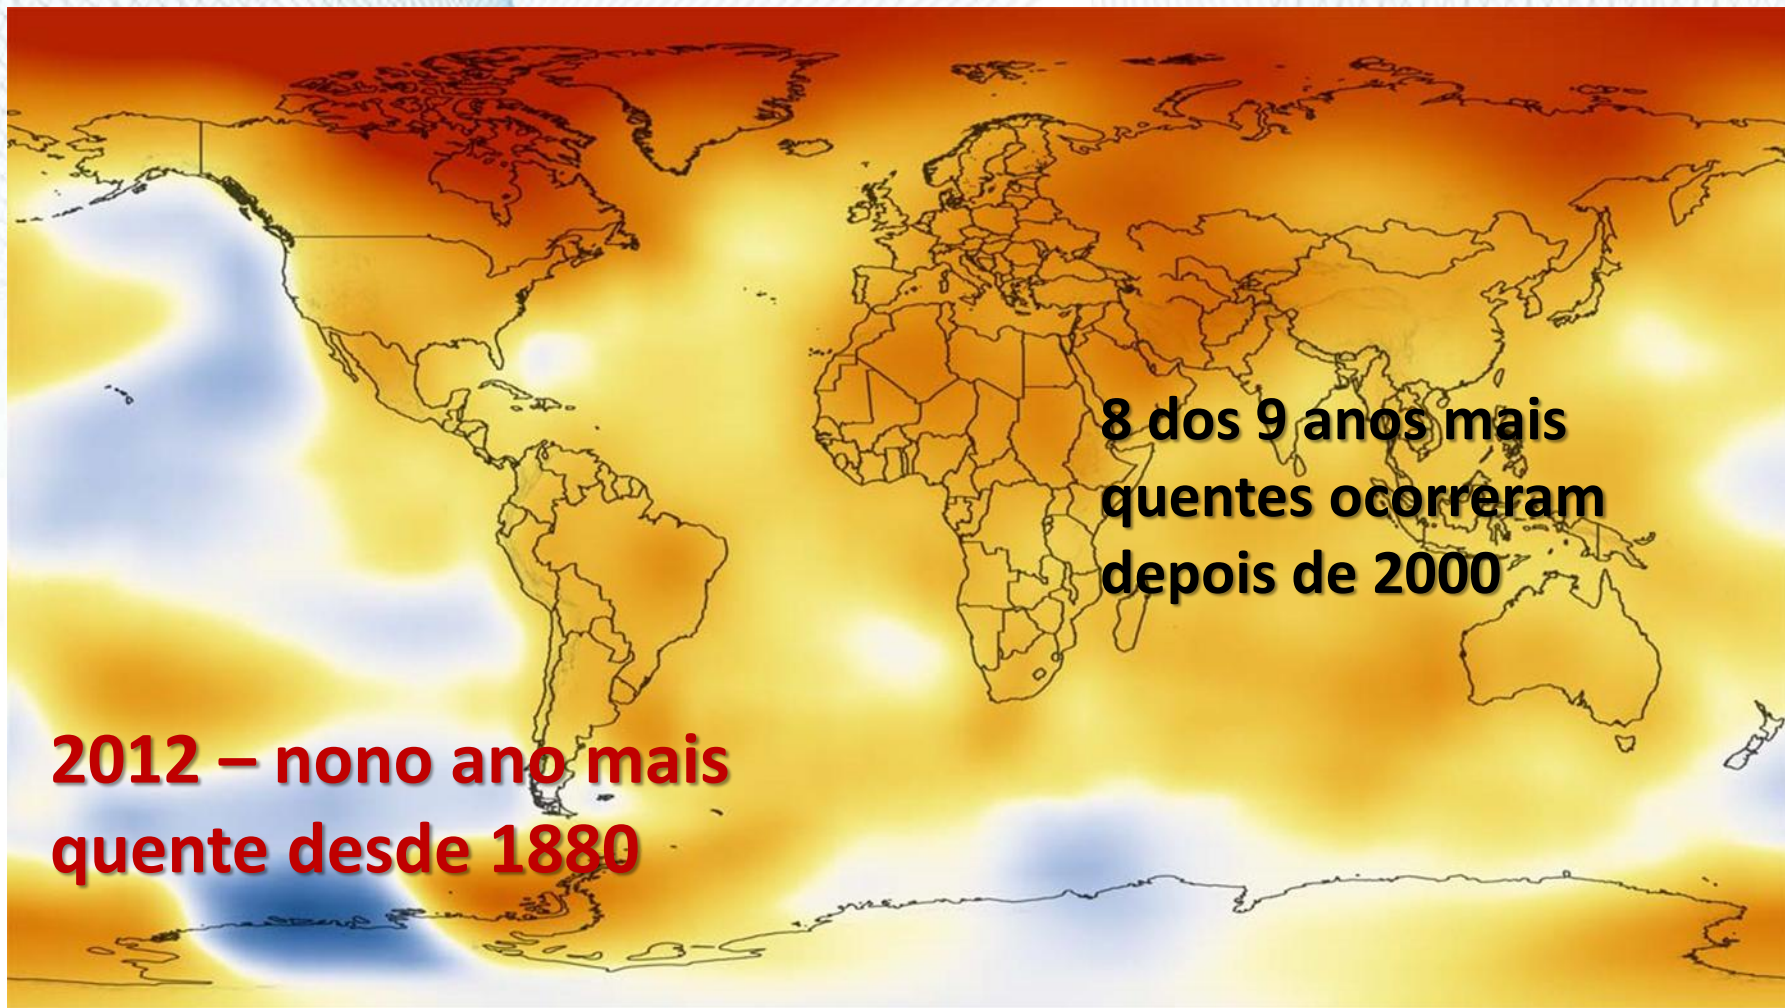 8 dos 9 anos mais
quentes ocorreram
depois de 2000
2012 – nono ano mais
quente desde 1880